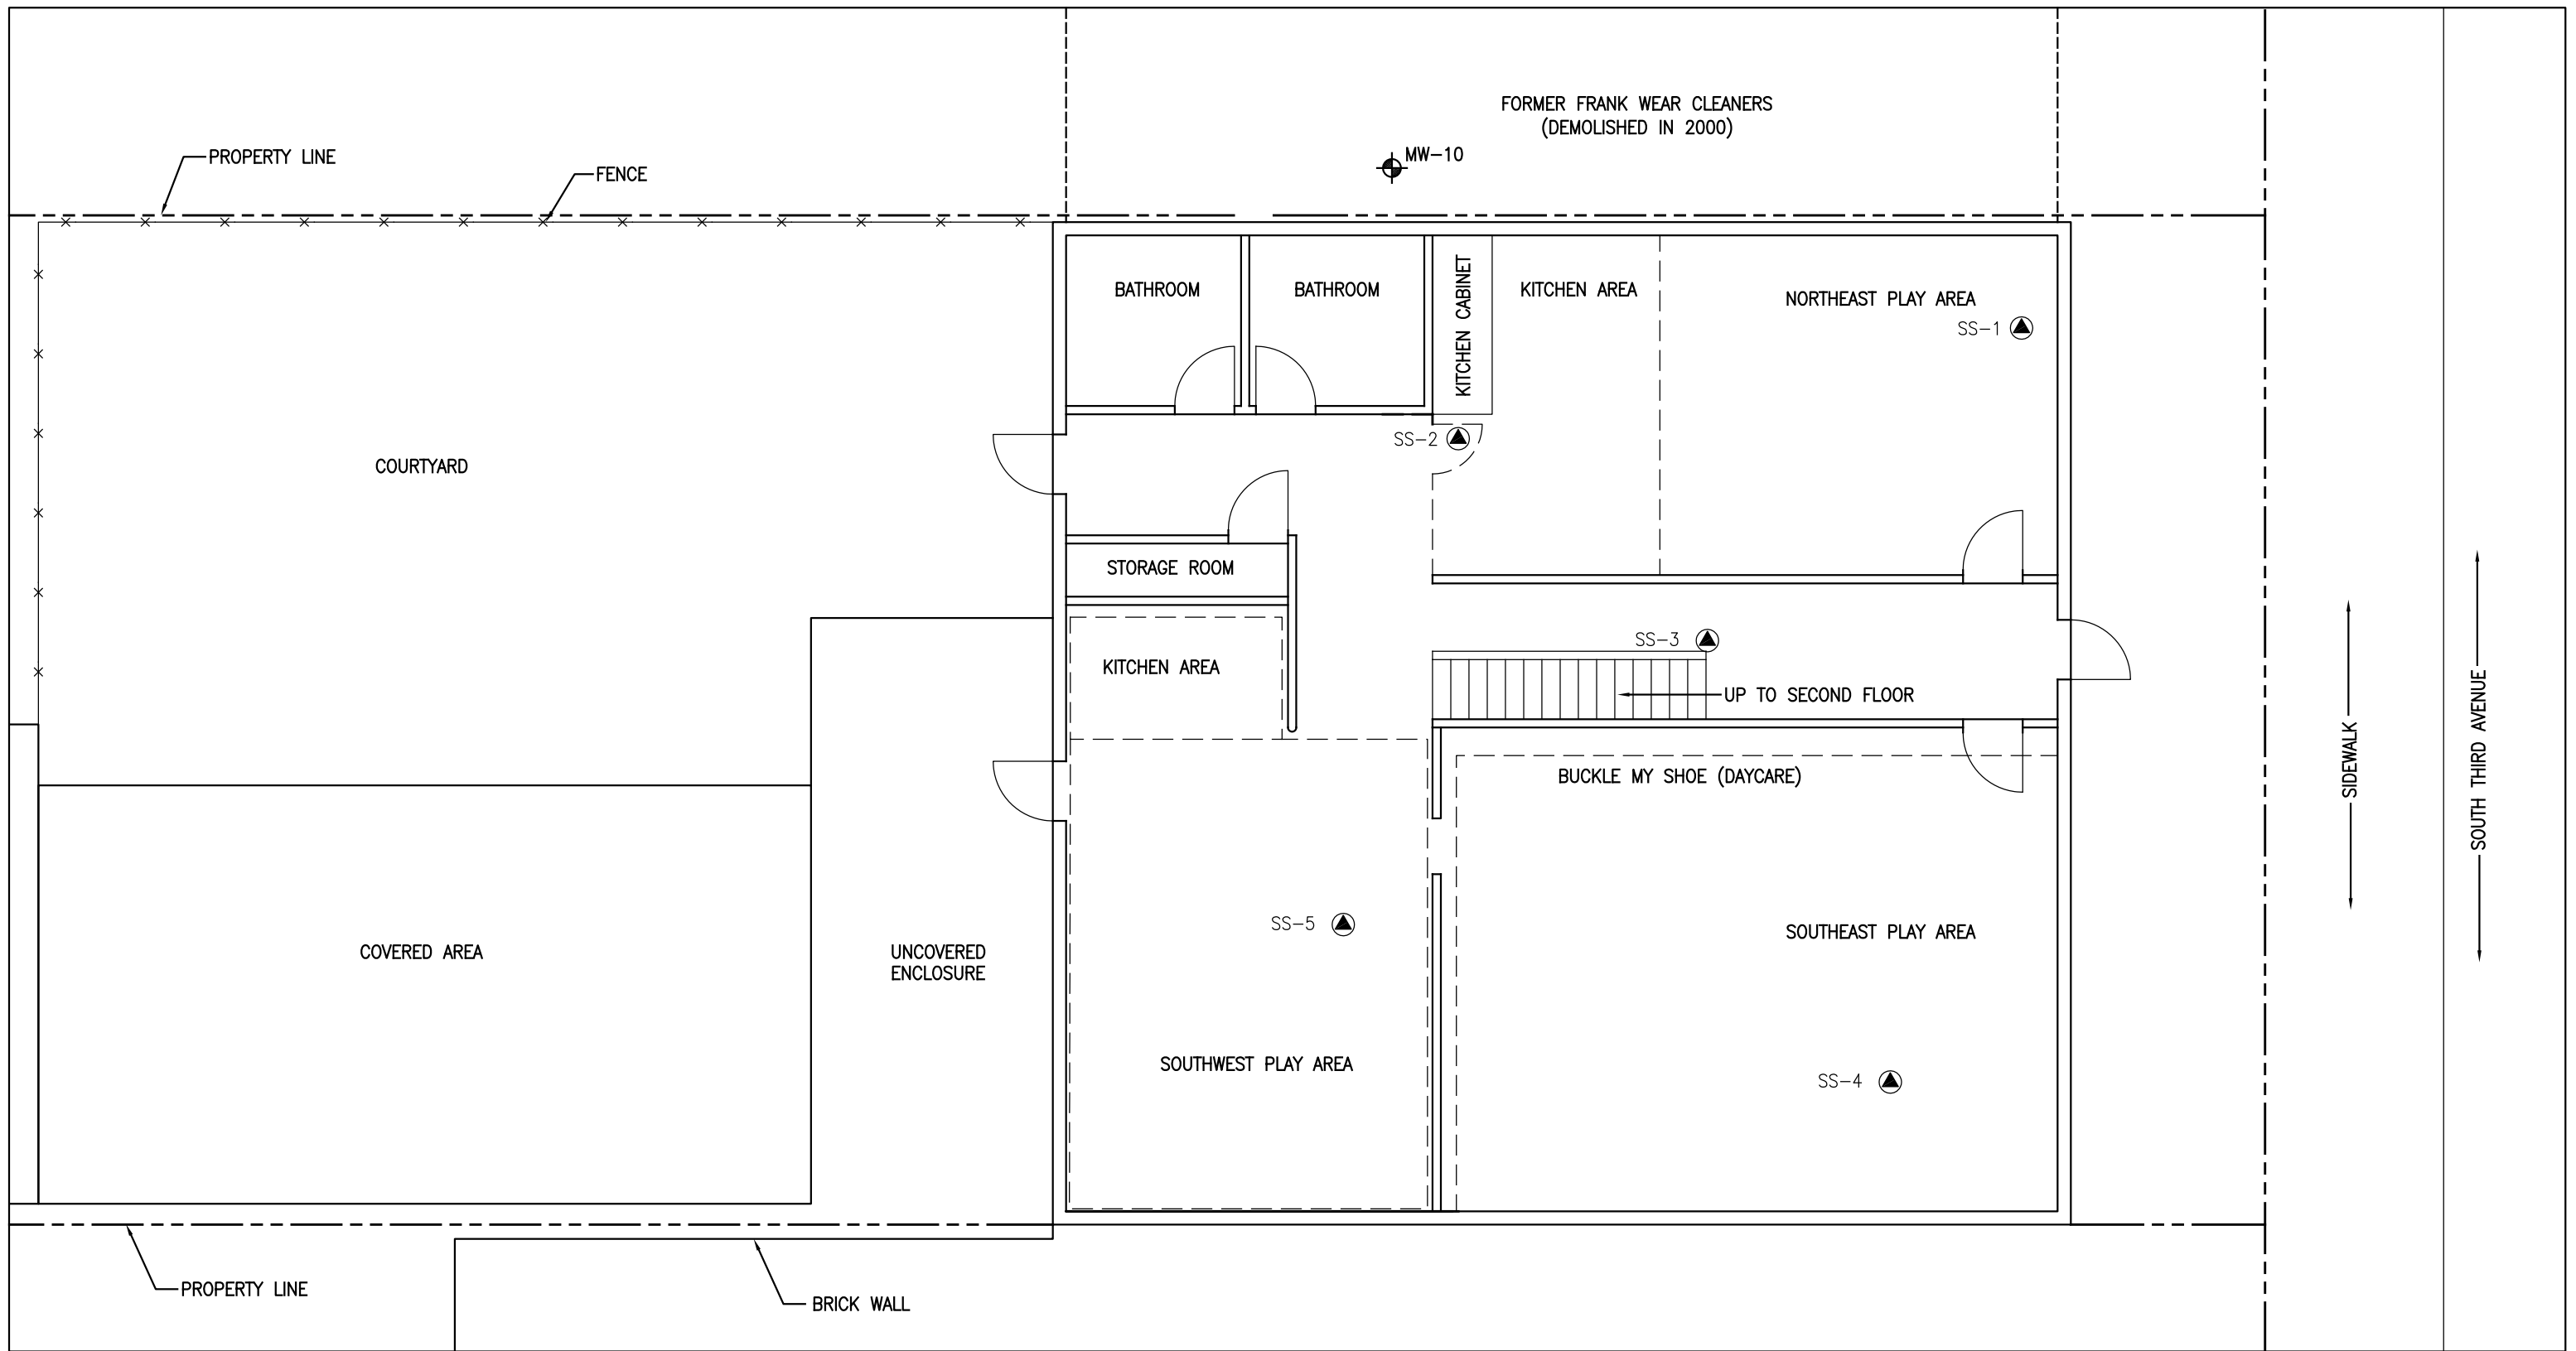 FORMER FRANK WEAR CLEANERS
(DEMOLISHED IN 2000)
MW-10
PROPERTY LINE
FENCE
BATHROOM
BATHROOM
KITCHEN CABINET
KITCHEN AREA
NORTHEAST PLAY AREA
SS-1
SS-2
COURTYARD
STORAGE ROOM
SS-3
KITCHEN AREA
UP TO SECOND FLOOR
SIDEWALK
SOUTH THIRD AVENUE
BUCKLE MY SHOE (DAYCARE)
SS-5
SOUTHEAST PLAY AREA
COVERED AREA
UNCOVERED
ENCLOSURE
SOUTHWEST PLAY AREA
SS-4
PROPERTY LINE
BRICK WALL